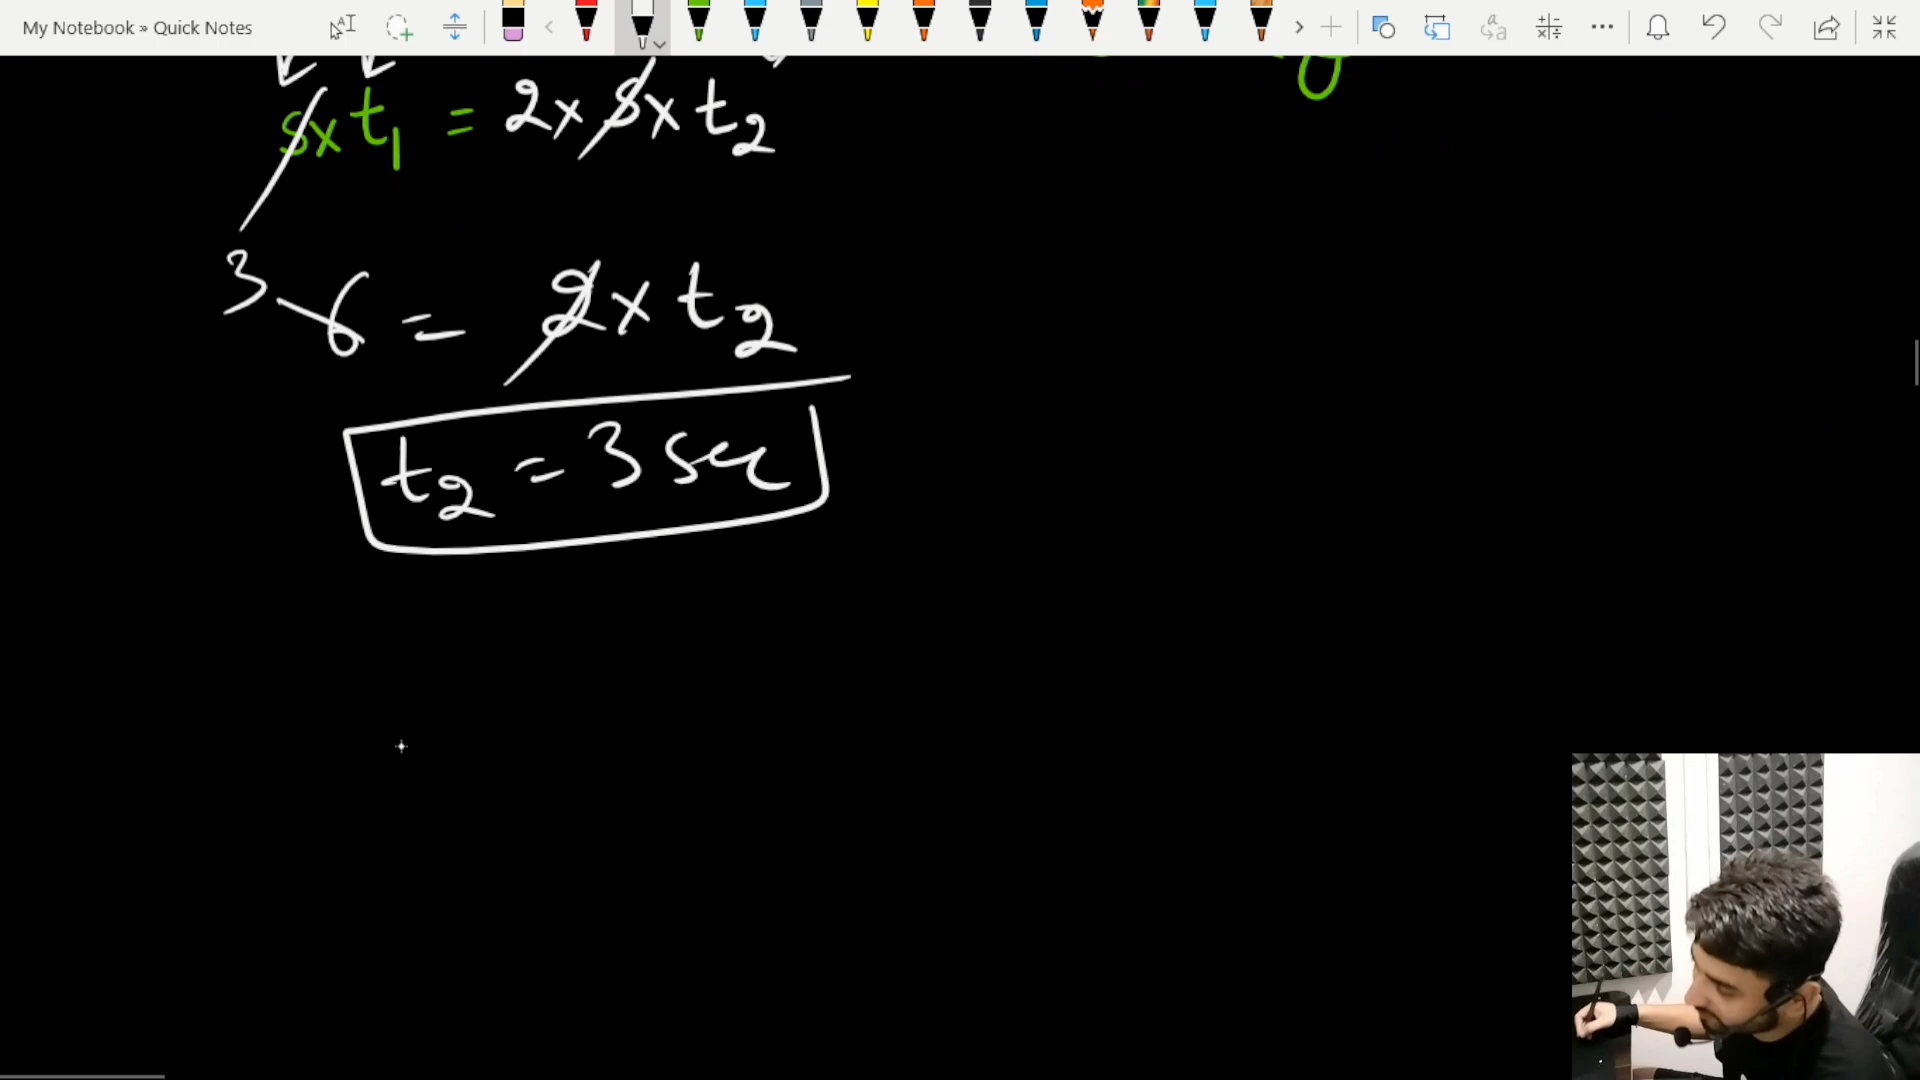 My Notebook » Quick Notes
s x t1 = 2 x s x t2
3 6 = 2 x t2
t2 = 3 sec